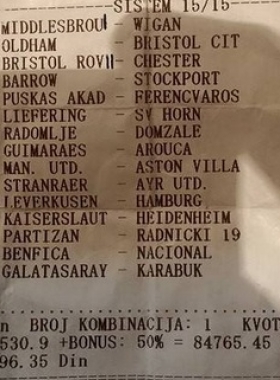 SISTEM 15/15
MIDDLESBROU - WIGAN
OLDHAM - BRISTOL CIT
BRISTOL ROV - CHESTER
BARROW - STOCKPORT
PUSKAS AKAD - FERENCVAROS
LIEFERING - SV HORN
RADOMLJE - DOMZALE
GUIMARAES - AROUCA
MAN. UTD. - ASTON VILLA
STRANRAER - AYR UTD.
LEVERKUSEN - HAMBURG
KAISERSLAUT - HEIDENHEIM
PARTIZAN - RADNICKI 19
BENFICA - NACIONAL
GALATASARAY - KARABUK
n BROJ KOMBINACIJA: 1 KVOT
530.9 +BONUS: 50% = 84765.45
96.35 Din